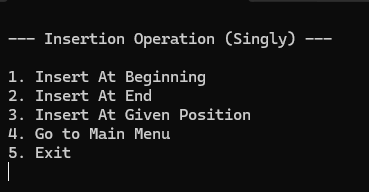 --- Insertion Operation (Singly) ---
1. Insert At Beginning
2. Insert At End
3. Insert At Given Position
4. Go to Main Menu
5. Exit